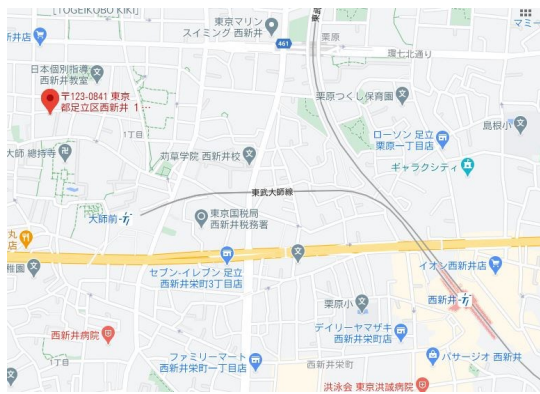 [TOGEIKOBO KIKI]
東京マリン
スイミング 西新井
461
栗原
環七北通り
マミー
井店
日本個別指導
西新井教室
〒123-0841 東京
都足立区西新井 1 ...
栗原つくし保育園
島根小
1丁目
大師 總持寺
苅草学院 西新井校
ローソン 足立
栗原一丁目店
ギャラクシティ
東武大師線
大師前
東京国税局
西新井税務署
丸
店
稚園
セブン-イレブン 足立
西新井栄町3丁目店
イオン西新井店
西新井
栗原小
デイリーヤマザキ
西新井栄町店
西新井病院
1丁目
ファミリーマート
西新井栄町一丁目店
西新井栄町
パサージオ 西新井
洪泳会 東京洪誠病院